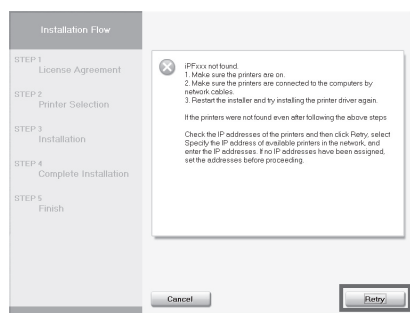 Installation Flow
STEP 1
License Agreement
STEP 2
Printer Selection
STEP 3
Installation
STEP 4
Complete Installation
STEP 5
Finish
iPFxxx not found.
1. Make sure the printers are on.
2. Make sure the printers are connected to the computers by
network cables.
3. Restart the installer and try installing the printer driver again.
If the printers were not found even after following the above steps
Check the IP addresses of the printers and then click Retry, select
Specify the IP address of available printers in the network, and
enter the IP addresses. If no IP addresses have been assigned,
set the addresses before proceeding.
Cancel
Retry